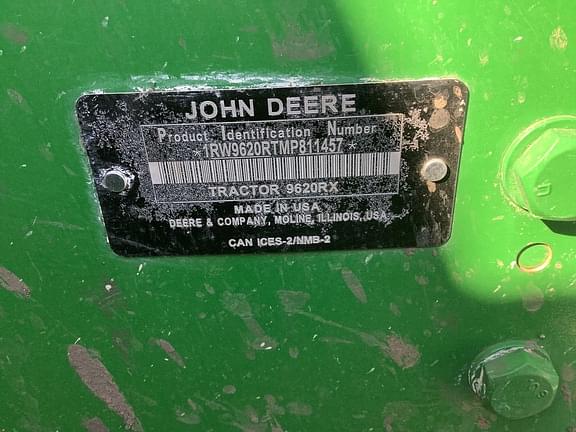 JOHN DEERE
Product Identification Number
*1RW9620RTMP811457*
TRACTOR 9620RX
MADE IN USA
DEERE & COMPANY, MOLINE, ILLINOIS, USA
CAN ICES-2/NMB-2